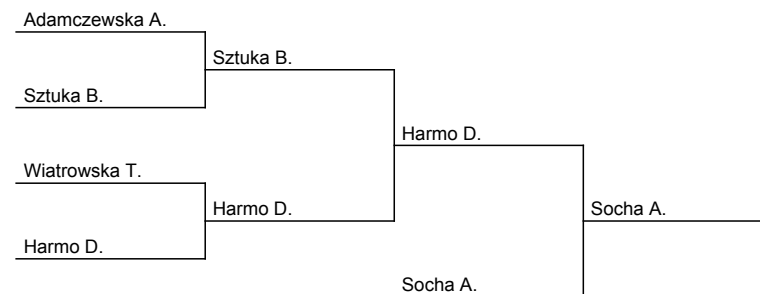 Adamczewska A.
Sztuka B.
Sztuka B.
Harmo D.
Wiatrowska T.
Harmo D.
Socha A.
Harmo D.
Socha A.